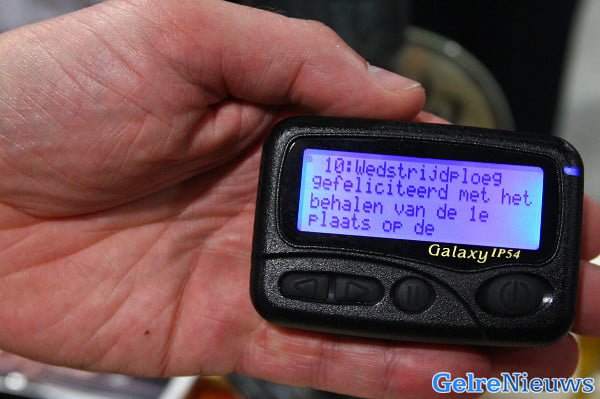 10:Wedstrijdploeg
gefeliciteerd met het
behalen van de 1e
plaats op de
Galaxy IP54
GelreNieuws